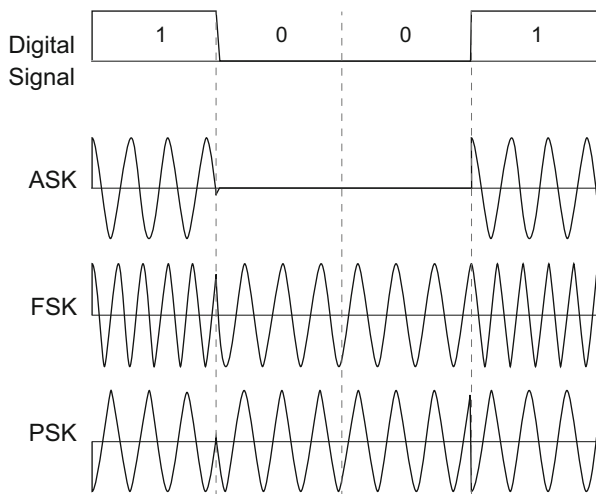 Digital
Signal
1 0 0 1
ASK
FSK
PSK